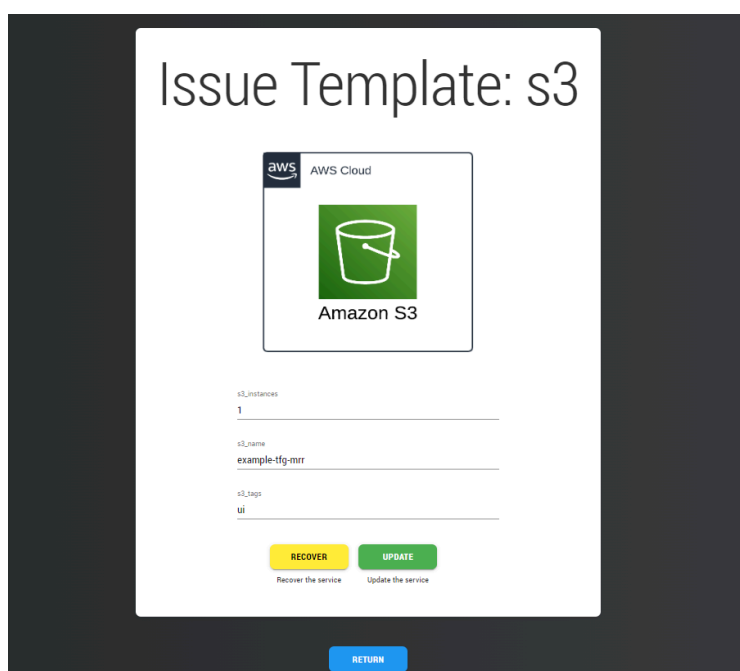 Issue Template: s3
aws
AWS Cloud
Amazon S3
s3_instances
1
s3_name
example-tfg-mrr
s3_tags
ui
RECOVER UPDATE
Recover the service Update the service
RETURN